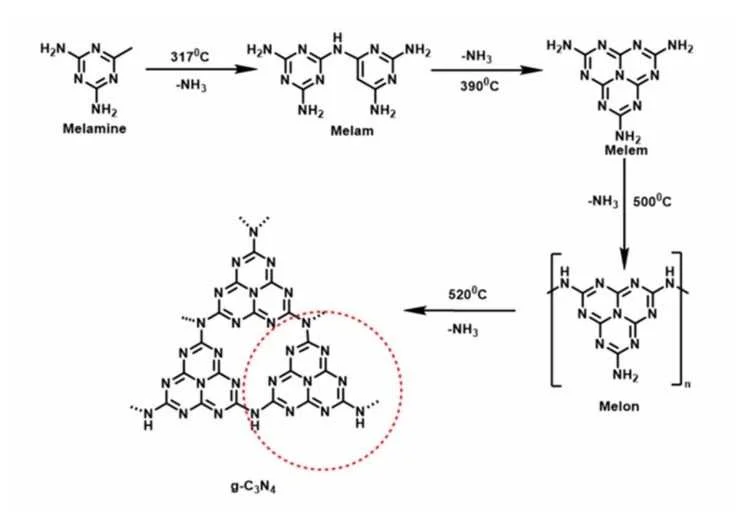 H₂N N
N N
NH₂
Melamine
317⁰C
-NH₃
H₂N N H N N NH₂
N N
NH₂ NH₂
Melam
-NH₃
390⁰C
H₂N N N NH₂
N N N
N N
NH₂
Melem
-NH₃ 500⁰C
H N N N H N
N N N
N N
NH₂
n
Melon
520⁰C
-NH₃
N
N N
N N N
N N N N
N N N N
N N N N N N
N H N N N H N N N H
g-C₃N₄